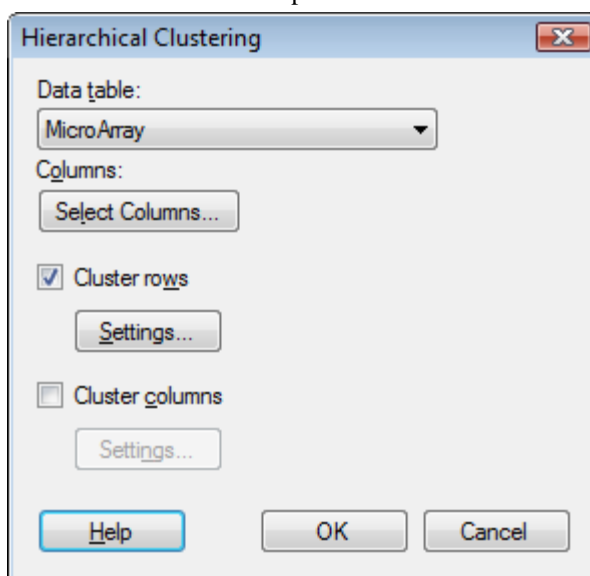 Hierarchical Clustering
Data table:
MicroArray
Columns:
Select Columns...
Cluster rows
Settings...
Cluster columns
Settings...
Help OK Cancel